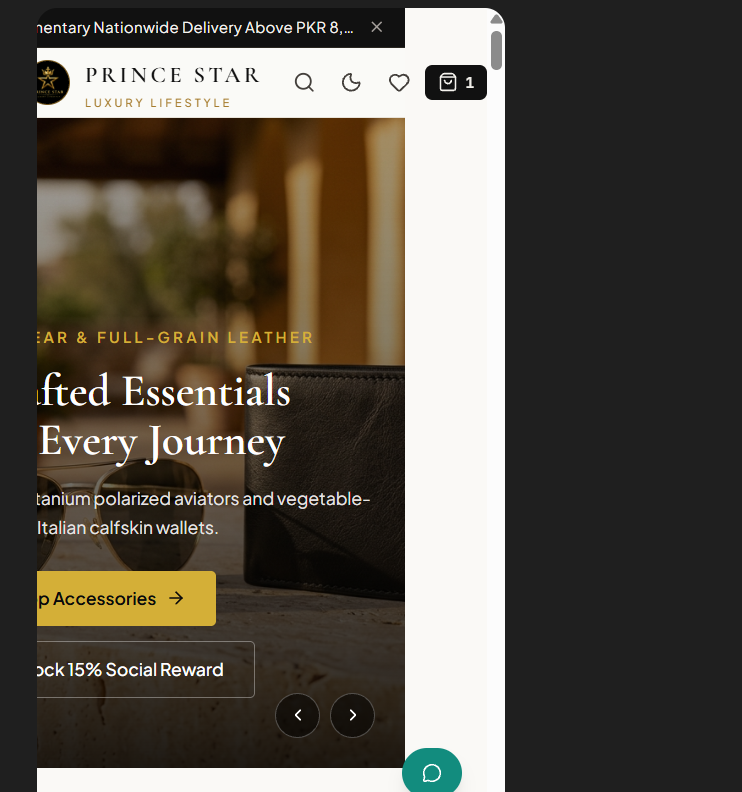 mentary Nationwide Delivery Above PKR 8,…
PRINCE STAR
LUXURY LIFESTYLE
1
EAR & FULL-GRAIN LEATHER
afted Essentials
Every Journey
tanium polarized aviators and vegetable-
Italian calfskin wallets.
p Accessories
ock 15% Social Reward